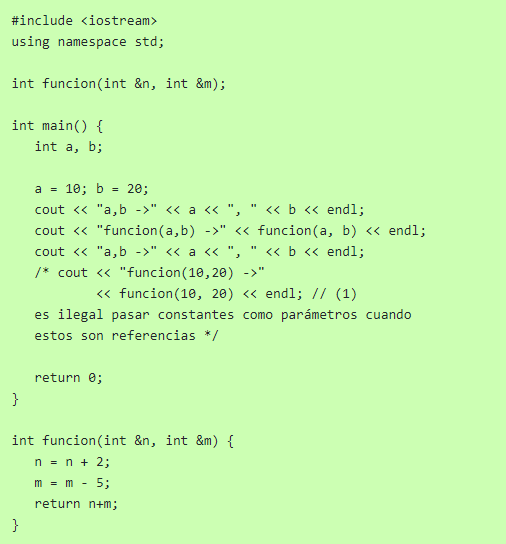 #include <iostream>
using namespace std;
int funcion(int &n, int &m);
int main() {
int a, b;
a = 10; b = 20;
cout << "a,b ->" << a << ", " << b << endl;
cout << "funcion(a,b) ->" << funcion(a, b) << endl;
cout << "a,b ->" << a << ", " << b << endl;
/* cout << "funcion(10,20) ->"
<< funcion(10, 20) << endl; // (1)
es ilegal pasar constantes como parámetros cuando
estos son referencias */
return 0;
}
int funcion(int &n, int &m) {
n = n + 2;
m = m - 5;
return n+m;
}